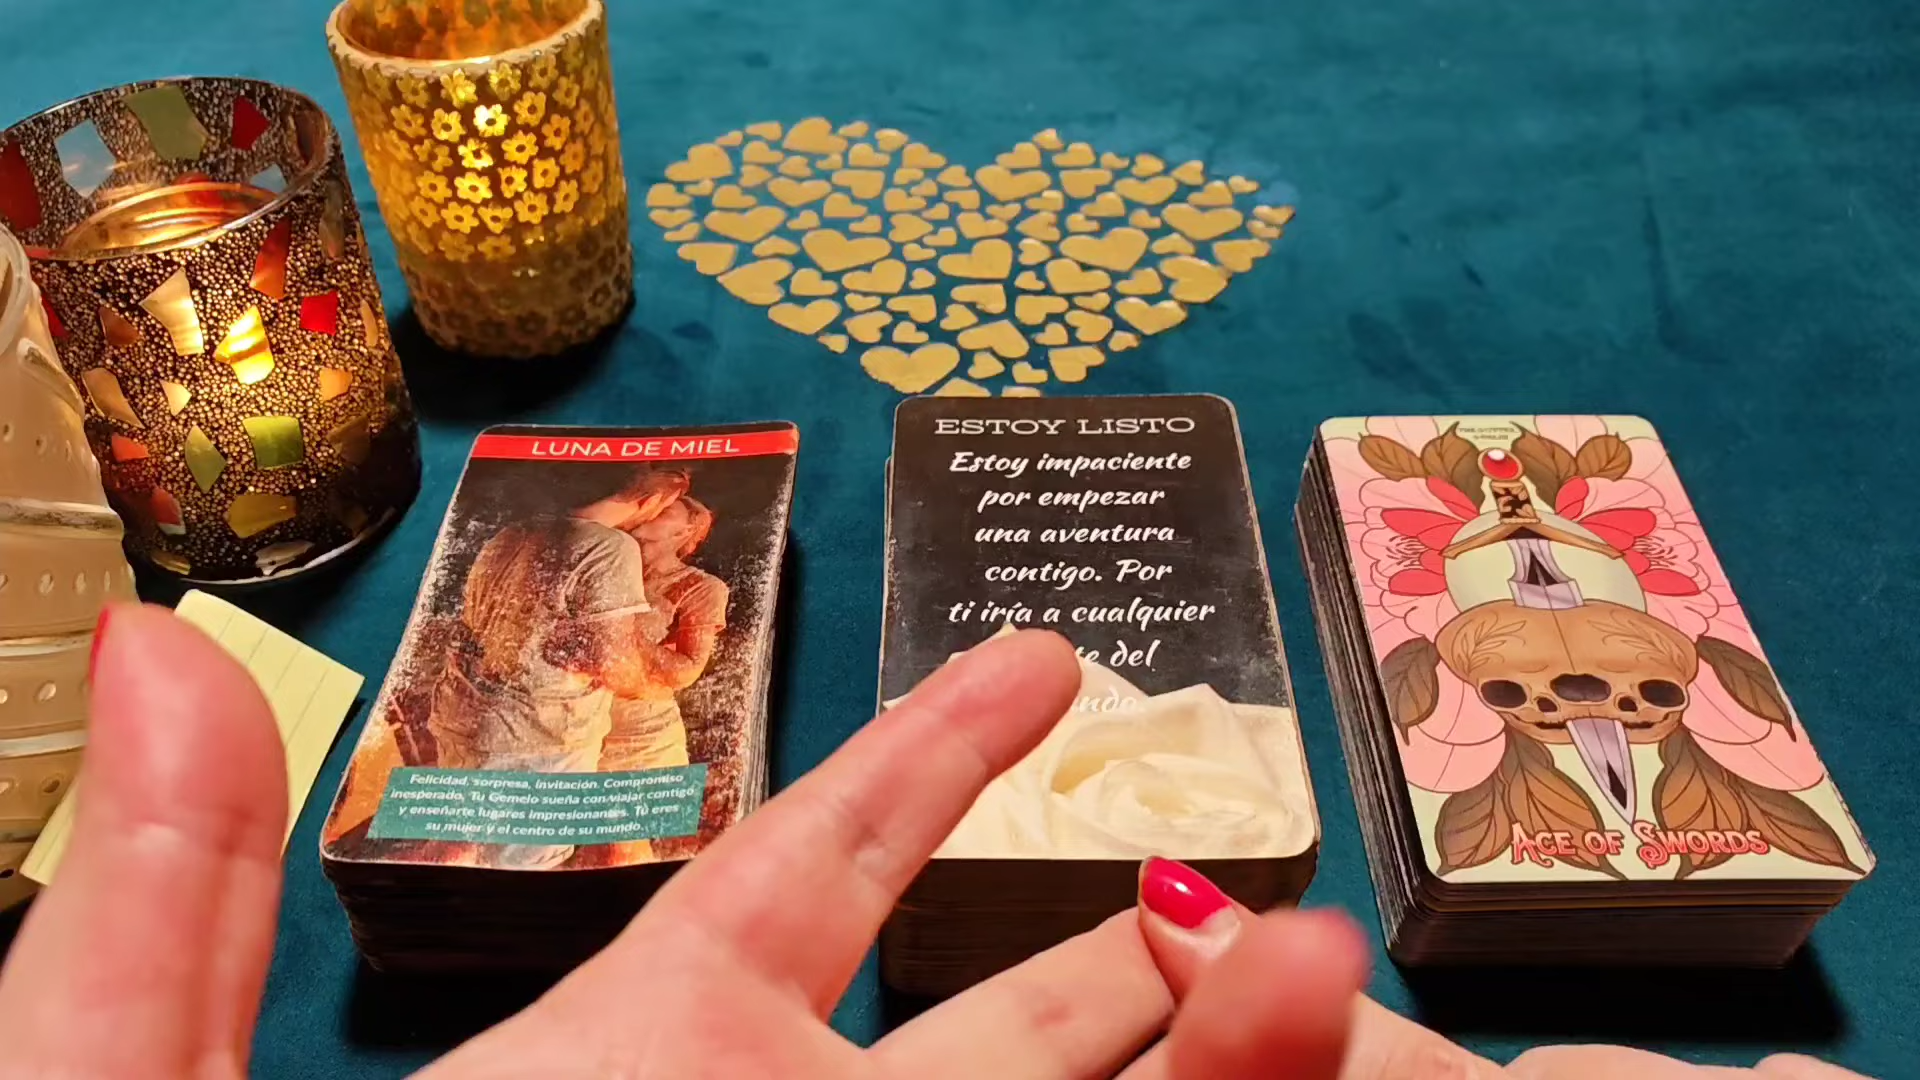 LUNA DE MIEL
Felicidad, sorpresa, invitación. Compromiso
inesperado. Tu Gemelo sueña con viajar contigo
y enseñarte lugares impresionantes. Tú eres
su mujer y el centro de su mundo.
ESTOY LISTO
Estoy impaciente
por empezar
una aventura
contigo. Por
ti iría a cualquier
del
ACE OF SWORDS